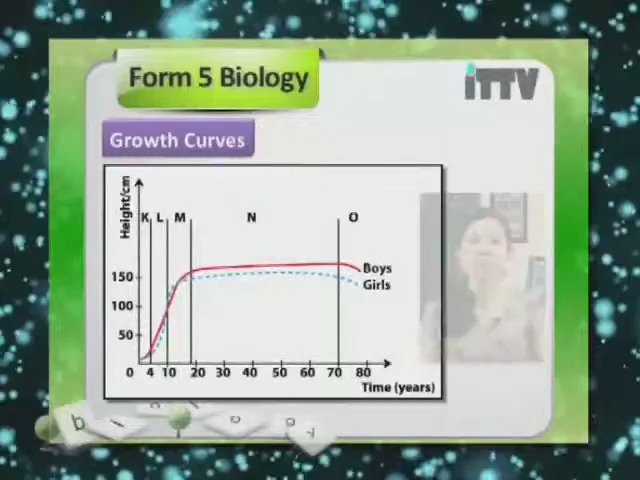 Form 5 Biology
iTTV
Growth Curves
Height/cm
K L M N O
150
100
50
Boys
Girls
0 4 10 20 30 40 50 60 70 80
Time (years)
b i o l o g y